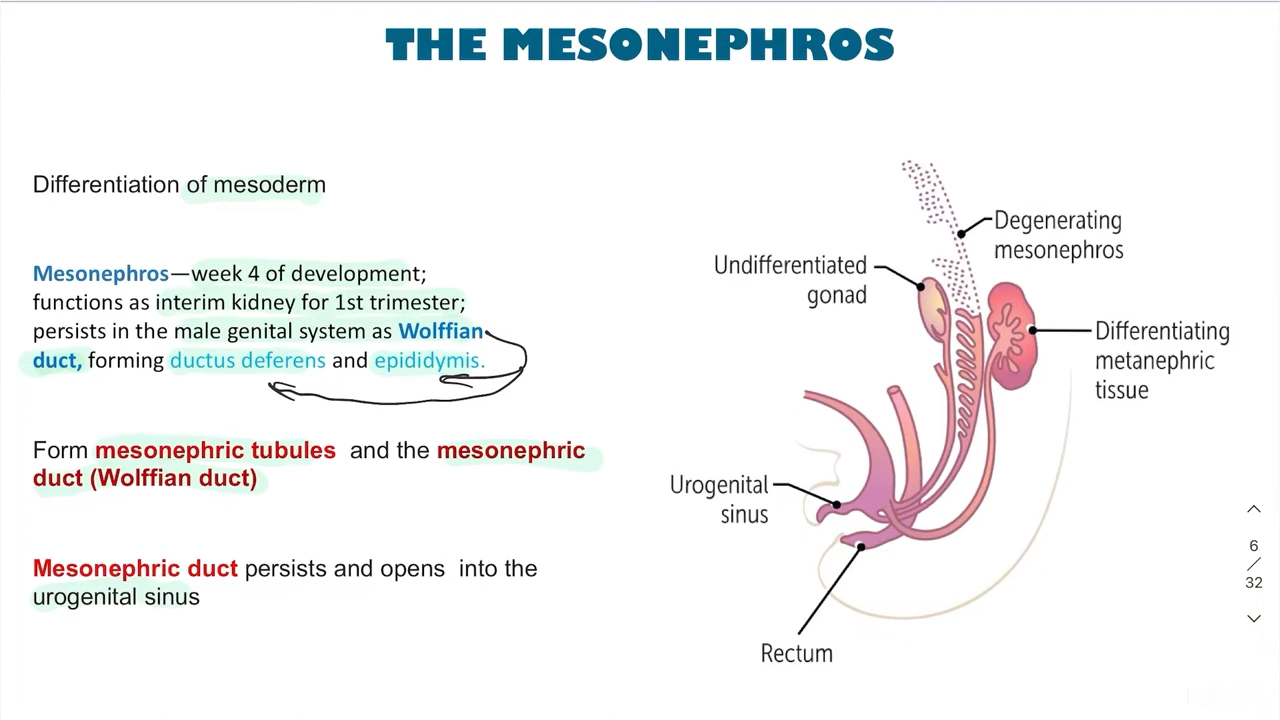 THE MESONEPHROS
Differentiation of mesoderm
Mesonephros—week 4 of development;
functions as interim kidney for 1st trimester;
persists in the male genital system as Wolffian
duct, forming ductus deferens and epididymis.
Form mesonephric tubules and the mesonephric
duct (Wolffian duct)
Mesonephric duct persists and opens into the
urogenital sinus
Degenerating
mesonephros
Undifferentiated
gonad
Differentiating
metanephric
tissue
Urogenital
sinus
Rectum
6
/
32